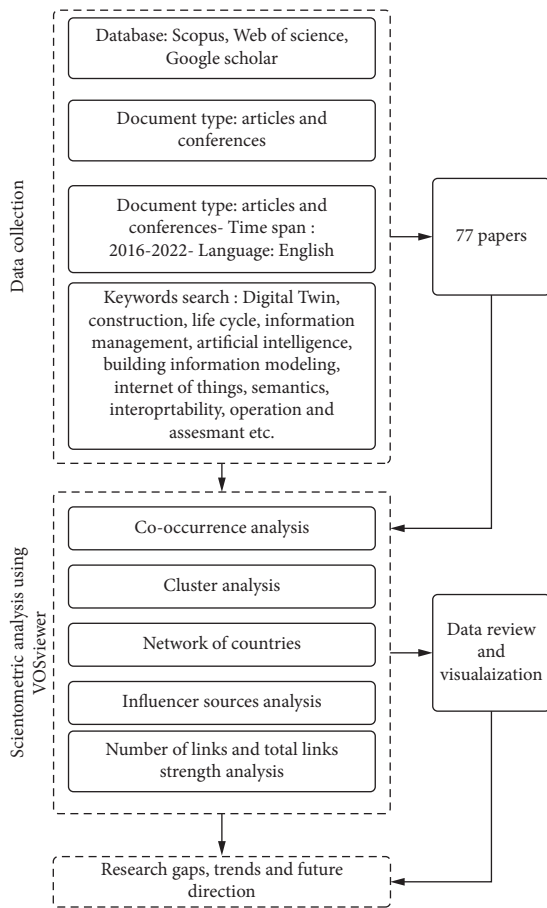 Data collection
Database: Scopus, Web of science,
Google scholar
Document type: articles and
conferences
Document type: articles and
conferences- Time span :
2016-2022- Language: English
Keywords search : Digital Twin,
construction, life cycle, information
management, artificial intelligence,
building information modeling,
internet of things, semantics,
interoprtability, operation and
assesmant etc.
77 papers
Scientometric analysis using
VOSviewer
Co-occurrence analysis
Cluster analysis
Network of countries
Influencer sources analysis
Number of links and total links
strength analysis
Data review
and
visualaization
Research gaps, trends and future
direction